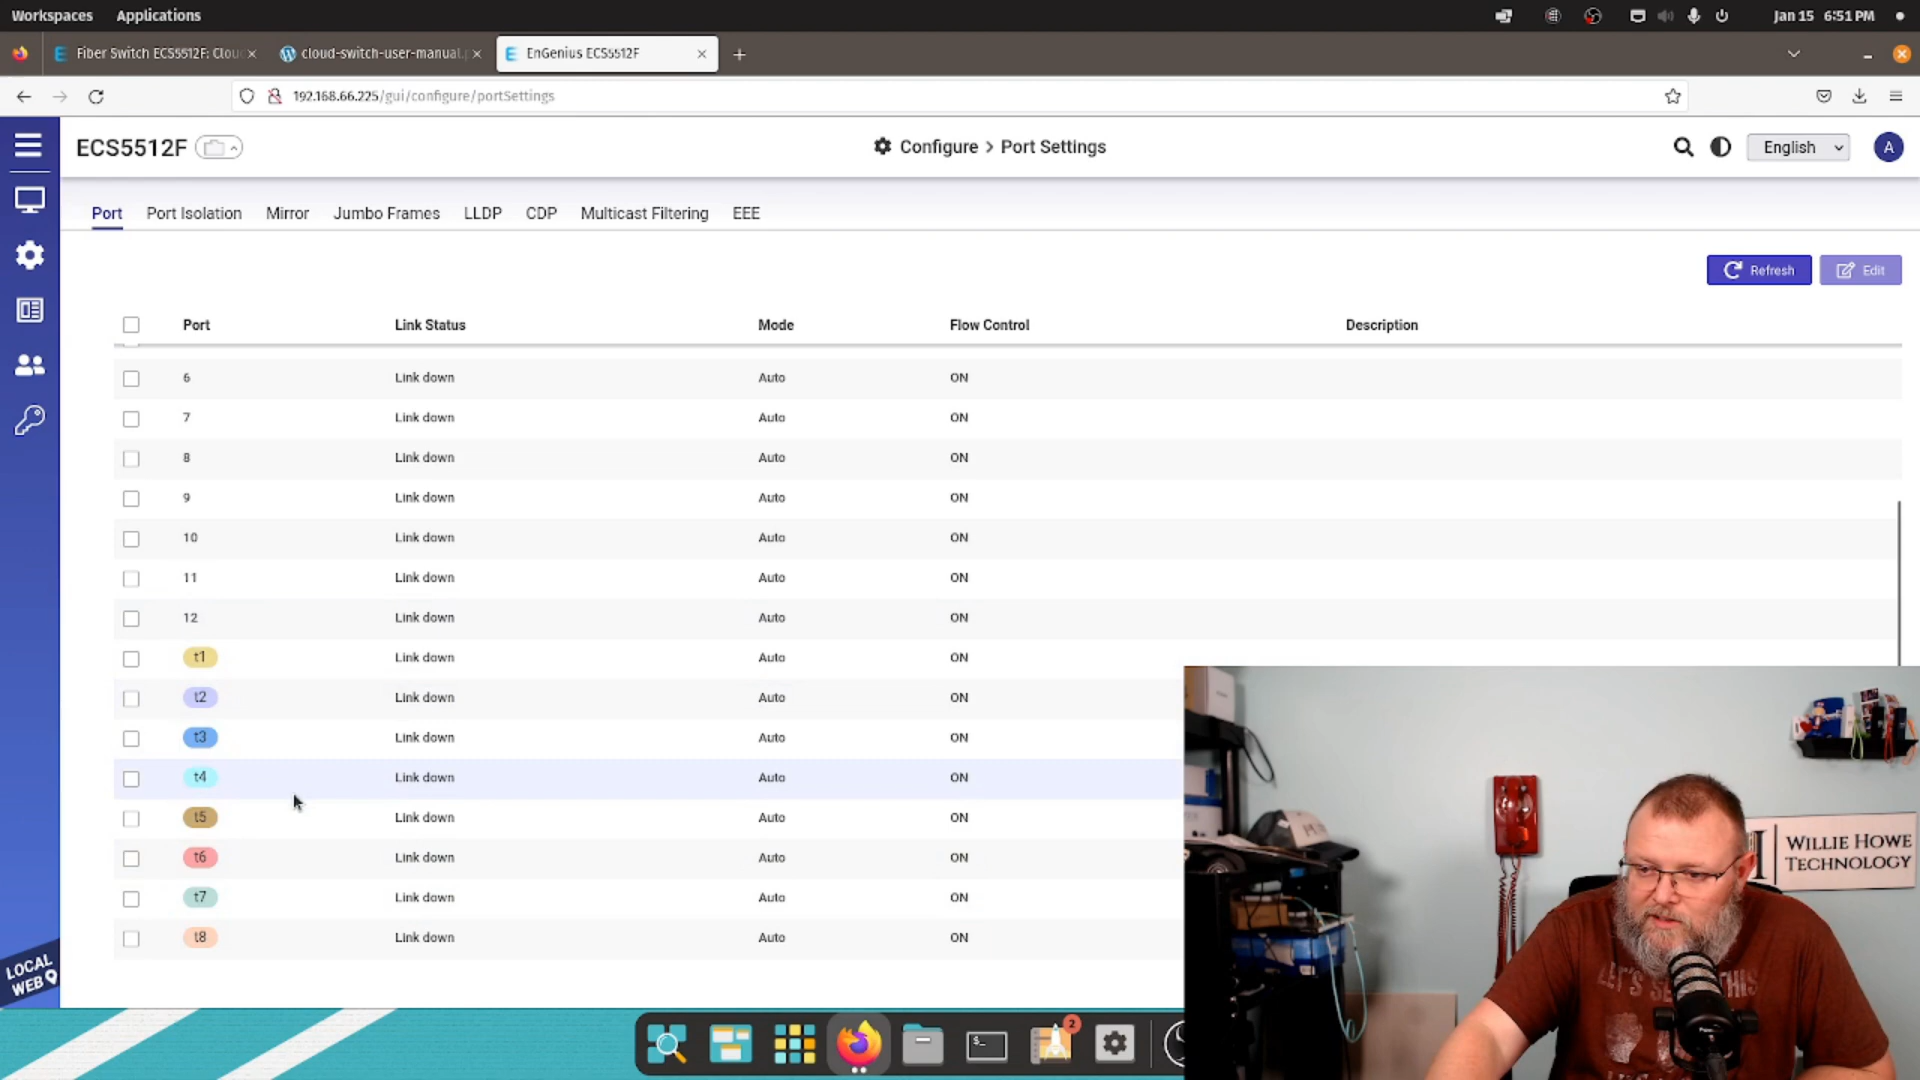 Workspaces Applications Jan 15 6:51 PM
Fiber Switch ECS5512F: Clou cloud-switch-user-manual. EnGenius ECS5512F
192.168.66.225/gui/configure/portSettings
ECS5512F Configure > Port Settings English A
Port Port Isolation Mirror Jumbo Frames LLDP CDP Multicast Filtering EEE
Refresh Edit
Port Link Status Mode Flow Control Description
6 Link down Auto ON
7 Link down Auto ON
8 Link down Auto ON
9 Link down Auto ON
10 Link down Auto ON
11 Link down Auto ON
12 Link down Auto ON
t1 Link down Auto ON
t2 Link down Auto ON
t3 Link down Auto ON
t4 Link down Auto ON
t5 Link down Auto ON
t6 Link down Auto ON
t7 Link down Auto ON
t8 Link down Auto ON
LOCAL
WEB
WILLIE HOWE
TECHNOLOGY
2